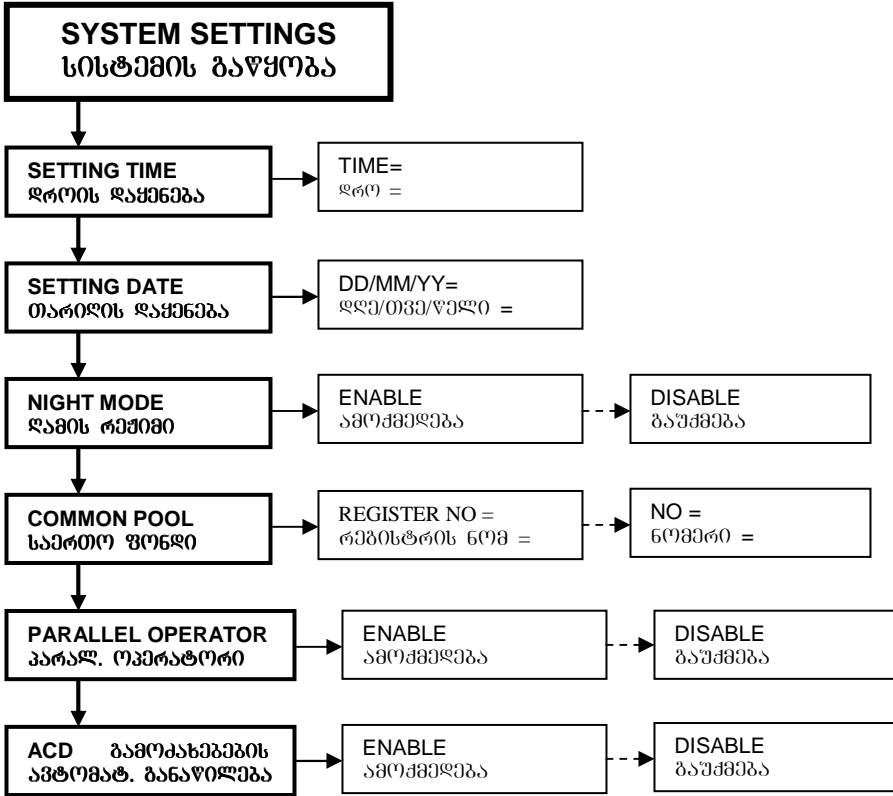 SYSTEM SETTINGS
სისტემის გაწყობა
SETTING TIME
დროის დაყენება
TIME=
დრო =
SETTING DATE
თარიღის დაყენება
DD/MM/YY=
დღე/თვე/წელი =
NIGHT MODE
ღამის რეჟიმი
ENABLE
ამოქმედება
DISABLE
გაუქმება
COMMON POOL
საერთო ფონდი
REGISTER NO =
რეგისტრის ნომ =
NO =
ნომერი =
PARALLEL OPERATOR
პარალ. ოპერატორი
ENABLE
ამოქმედება
DISABLE
გაუქმება
ACD გამოძახებების
ავტომატ. განაწილება
ENABLE
ამოქმედება
DISABLE
გაუქმება